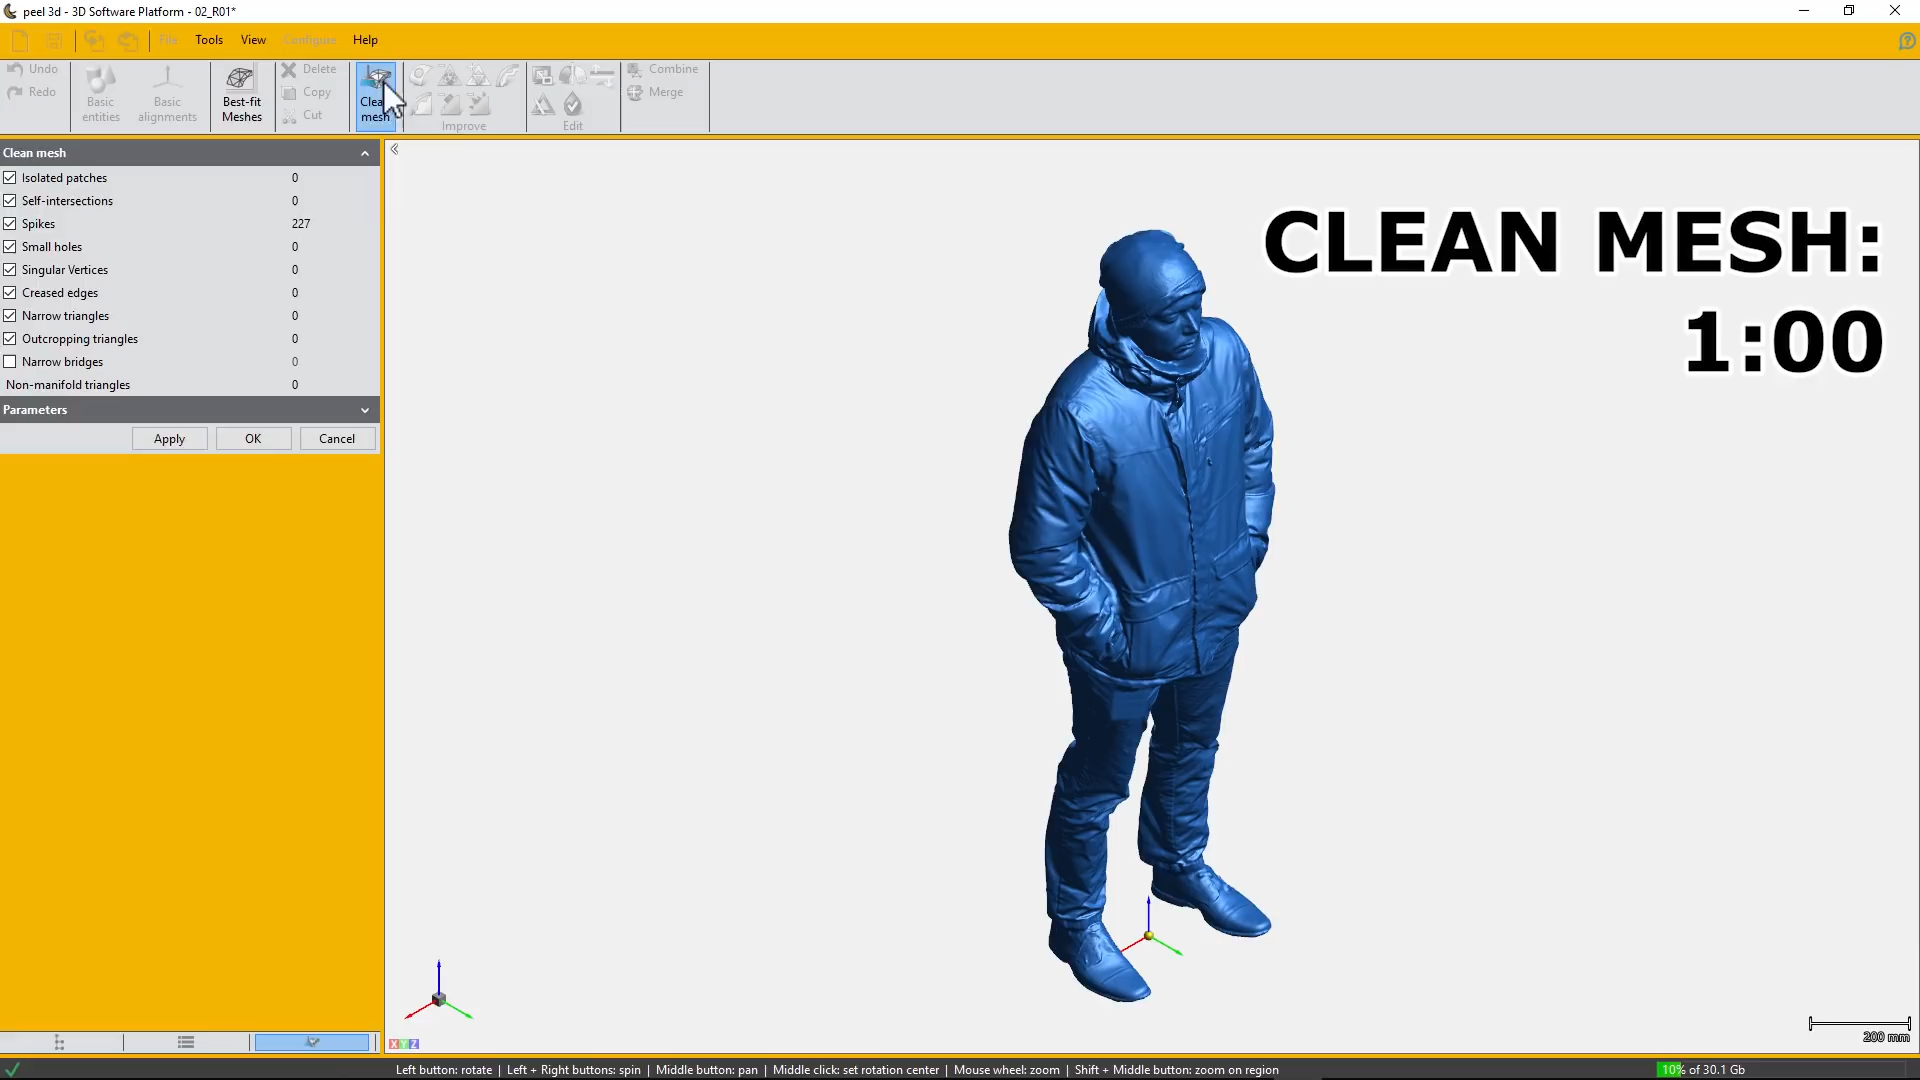 peel 3d - 3D Software Platform - 02_R01*
File Tools View Configure Help
Undo
Redo
Basic entities
Basic alignments
Best-fit Meshes
Delete
Copy
Cut
Clean mesh
Improve
Edit
Combine
Merge
Clean mesh
Isolated patches 0
Self-intersections 0
Spikes 227
Small holes 0
Singular Vertices 0
Creased edges 0
Narrow triangles 0
Outcropping triangles 0
Narrow bridges 0
Non-manifold triangles 0
Parameters
Apply OK Cancel
CLEAN MESH:
1:00
XYZ
200 mm
Left button: rotate | Left + Right buttons: spin | Middle button: pan | Middle click: set rotation center | Mouse wheel: zoom | Shift + Middle button: zoom on region
10% of 30.1 Gb